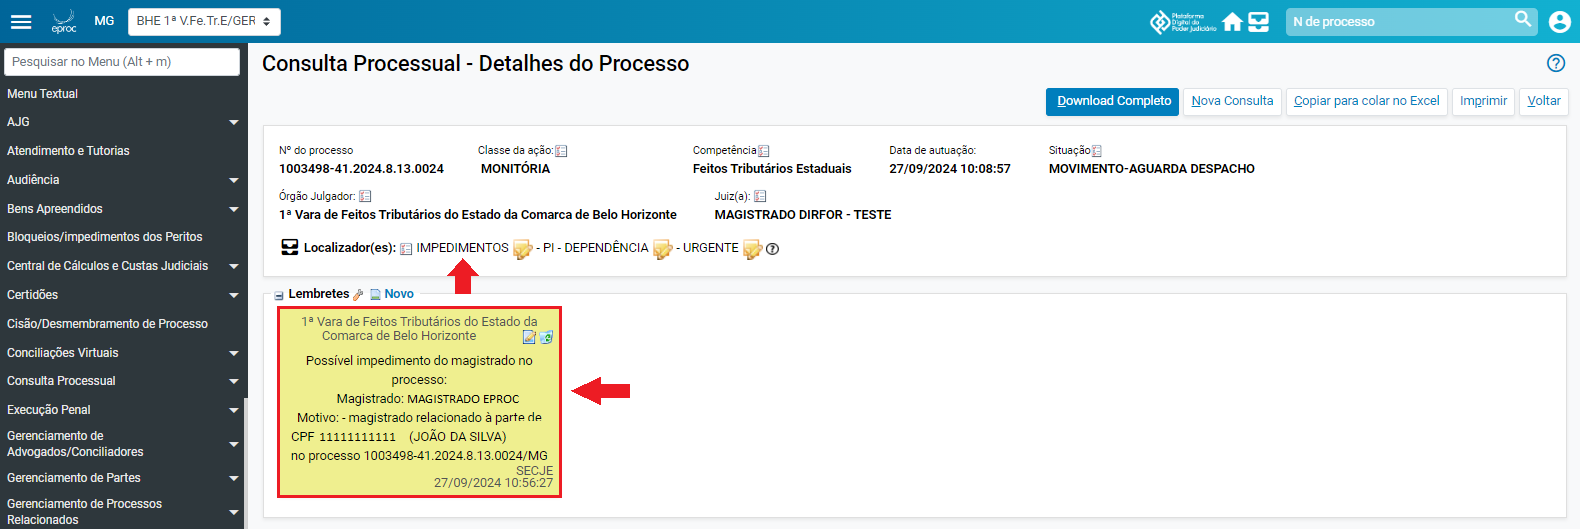 eproc
MG
BHE 1ª V.Fe.Tr.E/GER
Plataforma
Digital do
Poder Judiciário
N de processo
Pesquisar no Menu (Alt + m)
Menu Textual
AJG
Atendimento e Tutorias
Audiência
Bens Apreendidos
Bloqueios/impedimentos dos Peritos
Central de Cálculos e Custas Judiciais
Certidões
Cisão/Desmembramento de Processo
Conciliações Virtuais
Consulta Processual
Execução Penal
Gerenciamento de
Advogados/Conciliadores
Gerenciamento de Partes
Gerenciamento de Processos
Relacionados
Consulta Processual - Detalhes do Processo
Download Completo
Nova Consulta
Copiar para colar no Excel
Imprimir
Voltar
Nº do processo
Classe da ação:
Competência
Data de autuação:
Situação
1003498-41.2024.8.13.0024
MONITÓRIA
Feitos Tributários Estaduais
27/09/2024 10:08:57
MOVIMENTO-AGUARDA DESPACHO
Órgão Julgador:
Juiz(a):
1ª Vara de Feitos Tributários do Estado da Comarca de Belo Horizonte
MAGISTRADO DIRFOR - TESTE
Localizador(es): IMPEDIMENTOS - PI - DEPENDÊNCIA - URGENTE
Lembretes Novo
1ª Vara de Feitos Tributários do Estado da
Comarca de Belo Horizonte
Possível impedimento do magistrado no
processo:
Magistrado: MAGISTRADO EPROC
Motivo: - magistrado relacionado à parte de
CPF 11111111111 (JOÃO DA SILVA)
no processo 1003498-41.2024.8.13.0024/MG
SECJE
27/09/2024 10:56:27